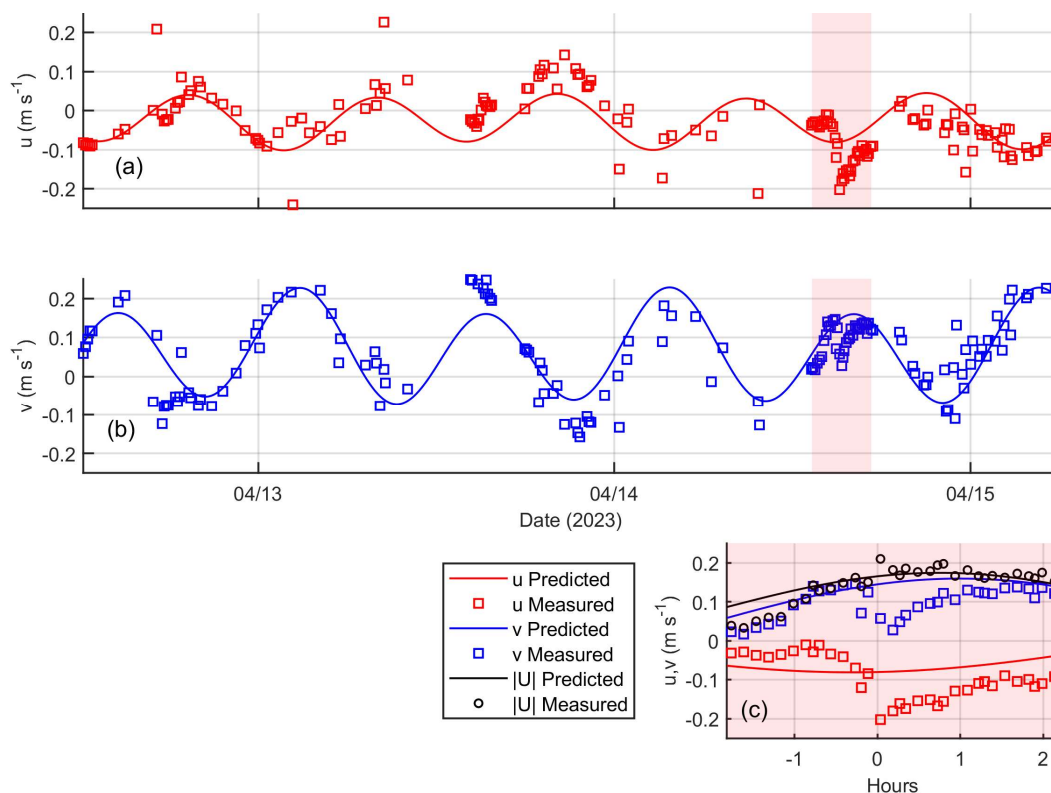 0.2
0.1
0
-0.1
-0.2
u (m s⁻¹)
(a)
0.2
0.1
0
-0.1
-0.2
v (m s⁻¹)
(b)
04/13 04/14 04/15
Date (2023)
u Predicted
u Measured
v Predicted
v Measured
|U| Predicted
|U| Measured
0.2
0.1
0
-0.1
-0.2
u,v (m s⁻¹)
(c)
-1 0 1 2
Hours